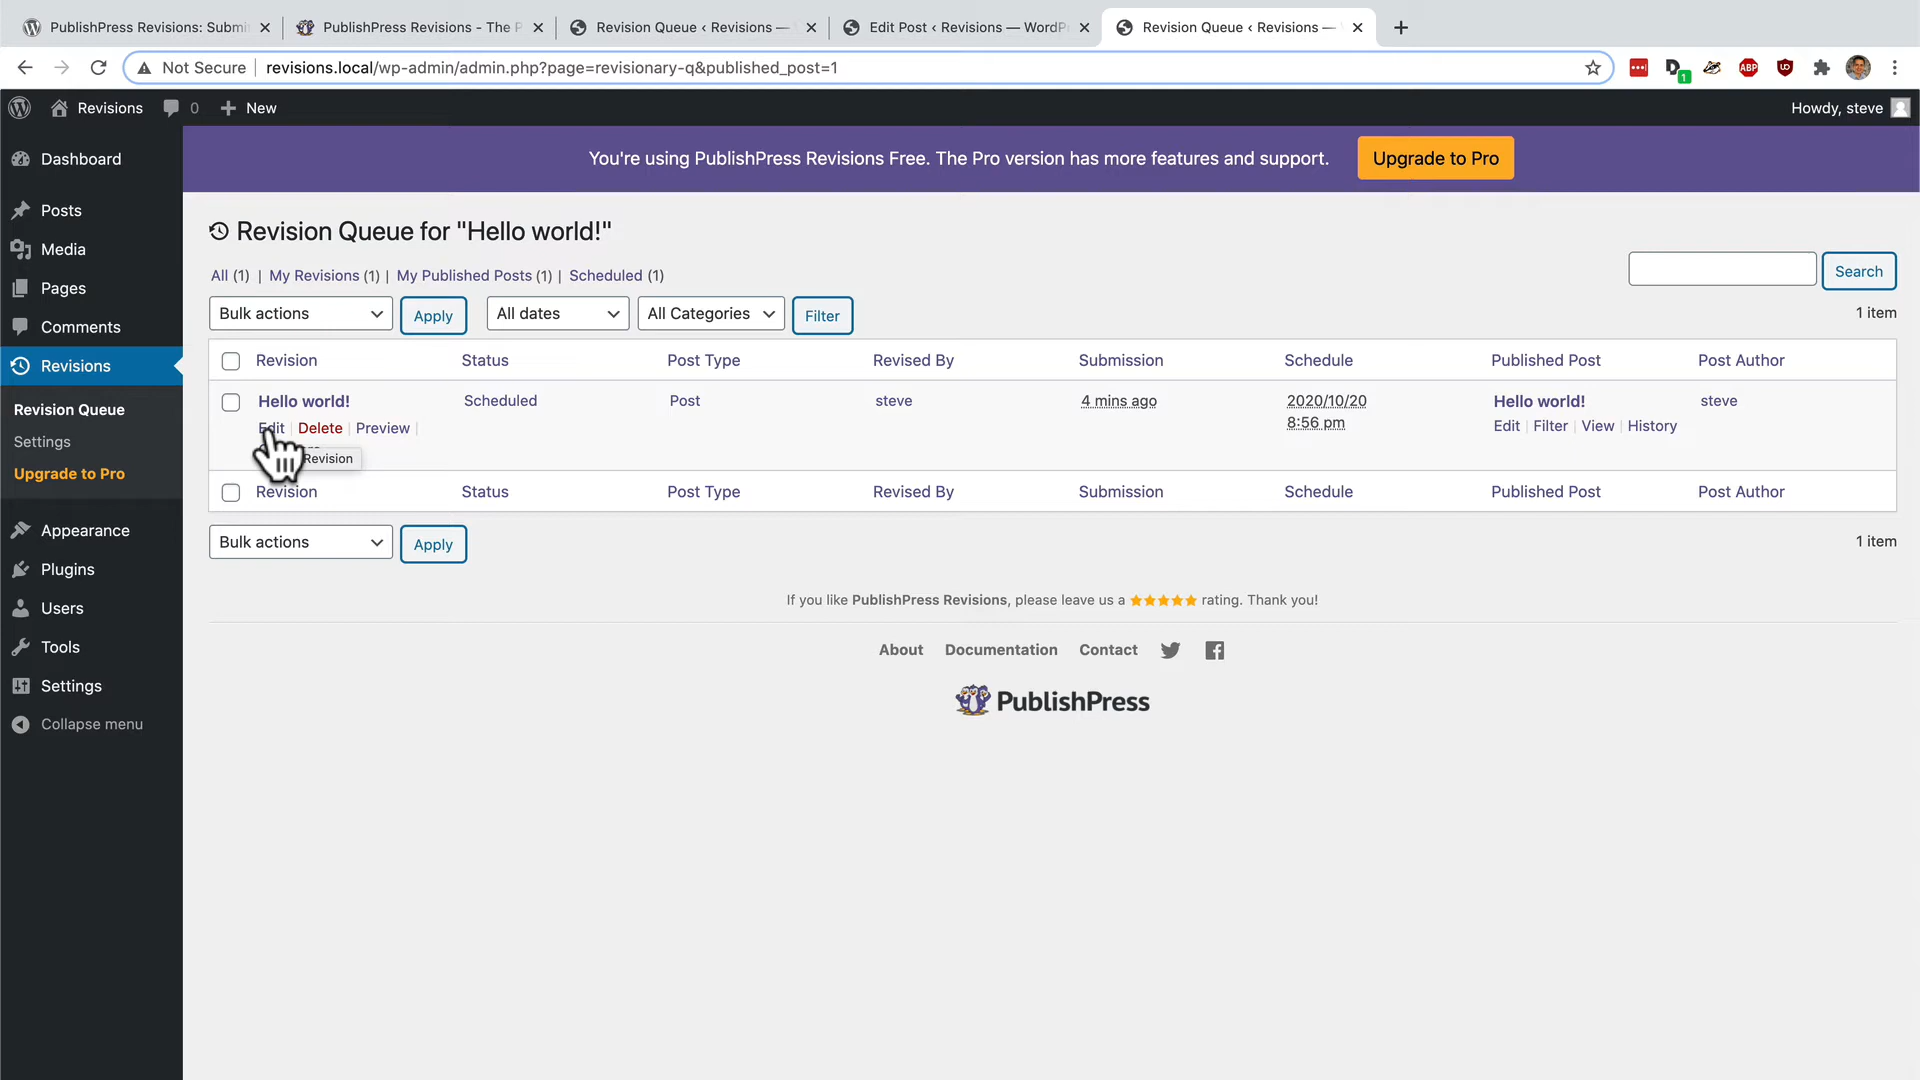 PublishPress Revisions: Submi
PublishPress Revisions - The P
Revision Queue ‹ Revisions —
Edit Post ‹ Revisions — WordP
Revision Queue ‹ Revisions —
Not Secure
revisions.local/wp-admin/admin.php?page=revisionary-q&published_post=1
1
ABP
Revisions
0
New
Howdy, steve
Dashboard
Posts
Media
Pages
Comments
Revisions
Revision Queue
Settings
Upgrade to Pro
Appearance
Plugins
Users
Tools
Settings
Collapse menu
You're using PublishPress Revisions Free. The Pro version has more features and support.
Upgrade to Pro
Revision Queue for "Hello world!"
All (1) | My Revisions (1) | My Published Posts (1) | Scheduled (1)
Search
Bulk actions
Apply
All dates
All Categories
Filter
1 item
Revision Status Post Type Revised By Submission Schedule Published Post Post Author
Hello world! Scheduled Post steve 4 mins ago 2020/10/20 Hello world! steve
8:56 pm
Edit | Delete | Preview |
Edit | Filter | View | History
Revision
Revision Status Post Type Revised By Submission Schedule Published Post Post Author
Bulk actions
Apply
1 item
If you like PublishPress Revisions, please leave us a ★★★★★ rating. Thank you!
About Documentation Contact
PublishPress